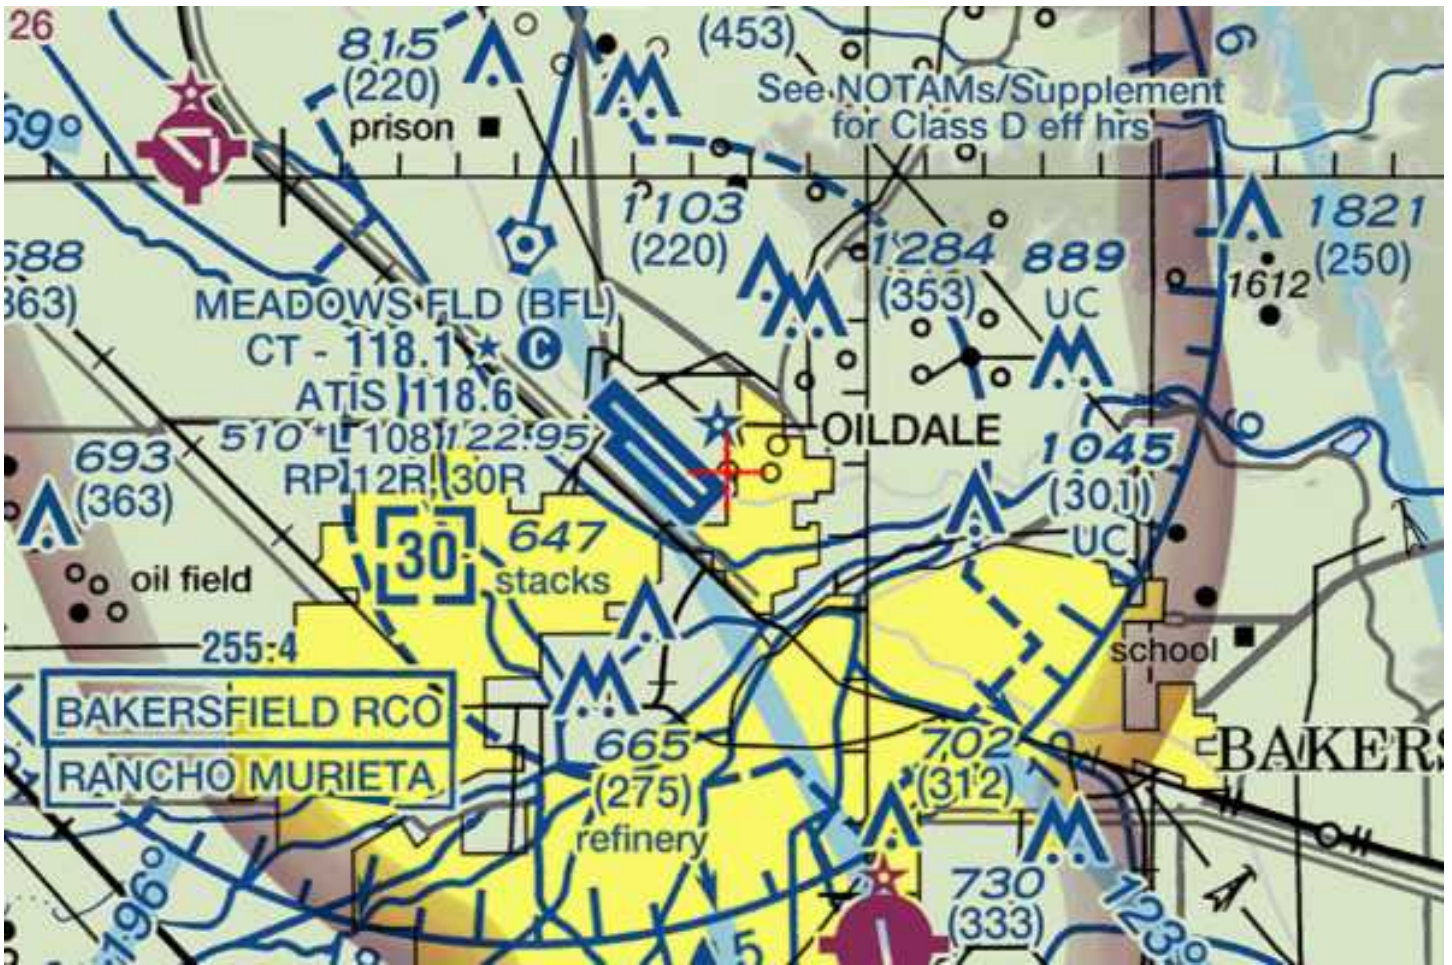 26
815
(220)
(453)
6
See NOTAMs/Supplement
for Class D eff hrs
prison
69°
1103
(220)
1284
(353)
889
UC
1821
(250)
1612
688
363)
MEADOWS FLD (BFL)
CT - 118.1 ★ C
ATIS 118.6
510 *L 108 122.95
RP 12R, 30R
OILDALE
693
(363)
1045
(301)
UC
30
647
stacks
oil field
255.4
school
BAKERSFIELD RCO
RANCHO MURIETA
665
(275)
refinery
702
(312)
BAKERS
196°
730
(333)
123°
5